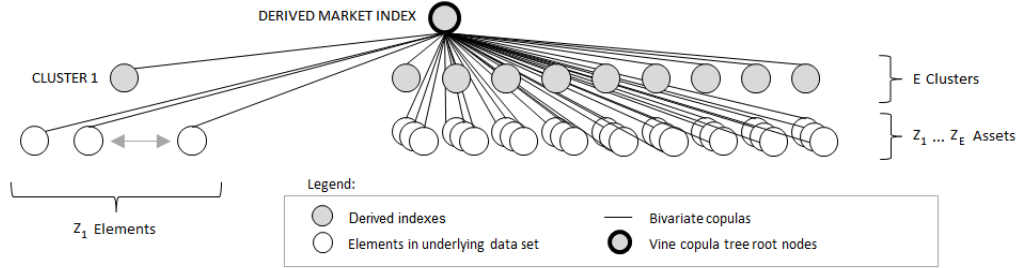 DERIVED MARKET INDEX
CLUSTER 1
E Clusters
Z1 ... ZE Assets
Z1 Elements
Legend:
Derived indexes
Bivariate copulas
Elements in underlying data set
Vine copula tree root nodes